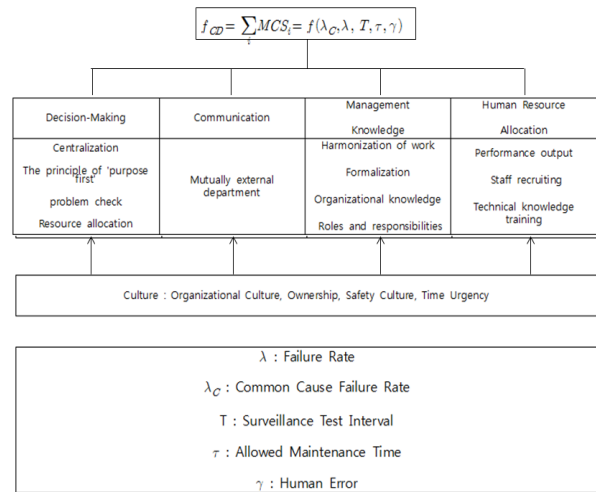 f_CD = ∑_i MCS_i = f(λ_C, λ, T, τ, γ)
Decision-Making
Communication
Management
Knowledge
Human Resource
Allocation
Centralization
The principle of 'purpose
first'
problem check
Resource allocation
Mutually external
department
Harmonization of work
Formalization
Organizational knowledge
Roles and responsibilities
Performance output
Staff recruiting
Technical knowledge
training
Culture : Organizational Culture, Ownership, Safety Culture, Time Urgency
λ : Failure Rate
λ_C : Common Cause Failure Rate
T : Surveillance Test Interval
τ : Allowed Maintenance Time
γ : Human Error